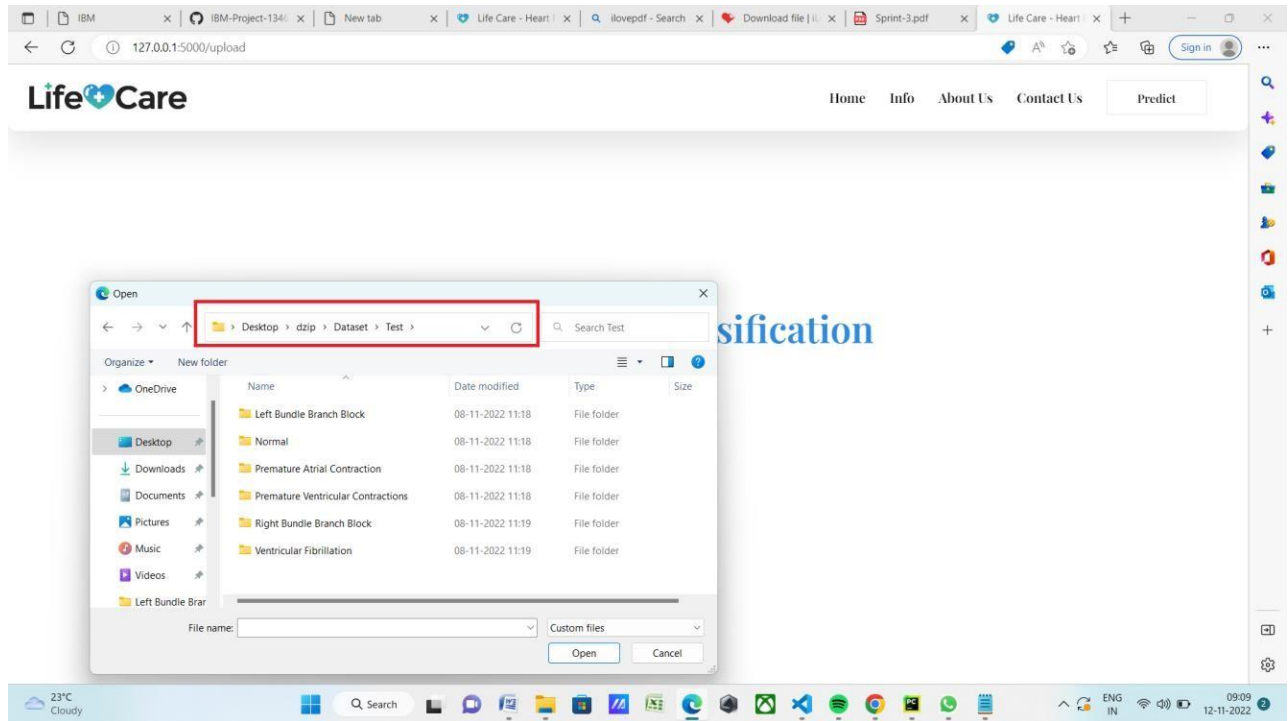 IBM
IBM-Project-1346
New tab
Life Care - Heart
ilovepdf - Search
Download file | iL
Sprint-3.pdf
Life Care - Heart
127.0.0.1:5000/upload
Sign in
Life Care
Home Info About Us Contact Us Predict
sification
Open
Desktop > dzip > Dataset > Test >
Search Test
Organize New folder
Name Date modified Type Size
OneDrive
Desktop
Downloads
Documents
Pictures
Music
Videos
Left Bundle Brar
Left Bundle Branch Block 08-11-2022 11:18 File folder
Normal 08-11-2022 11:18 File folder
Premature Atrial Contraction 08-11-2022 11:18 File folder
Premature Ventricular Contractions 08-11-2022 11:18 File folder
Right Bundle Branch Block 08-11-2022 11:19 File folder
Ventricular Fibrillation 08-11-2022 11:19 File folder
File name: Custom files
Open Cancel
23°C
Cloudy
Search
ENG
IN
09:09
12-11-2022
2